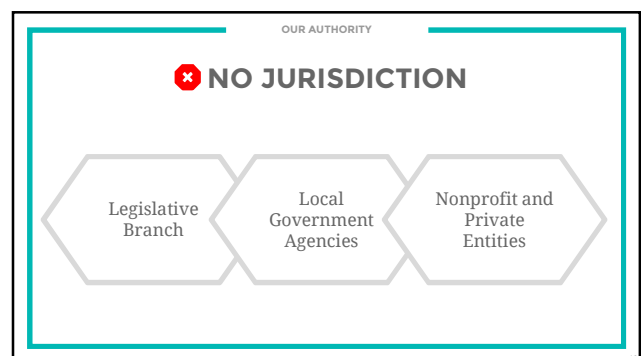 OUR AUTHORITY
NO JURISDICTION
Legislative
Branch
Local
Government
Agencies
Nonprofit and
Private
Entities